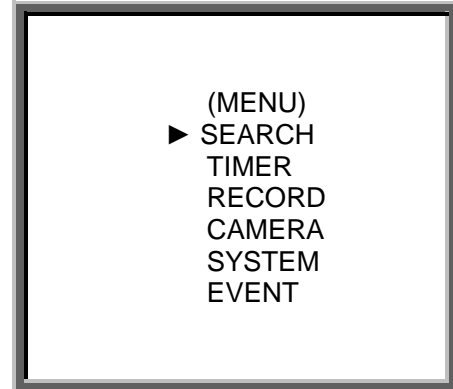 (MENU)
► SEARCH
TIMER
RECORD
CAMERA
SYSTEM
EVENT